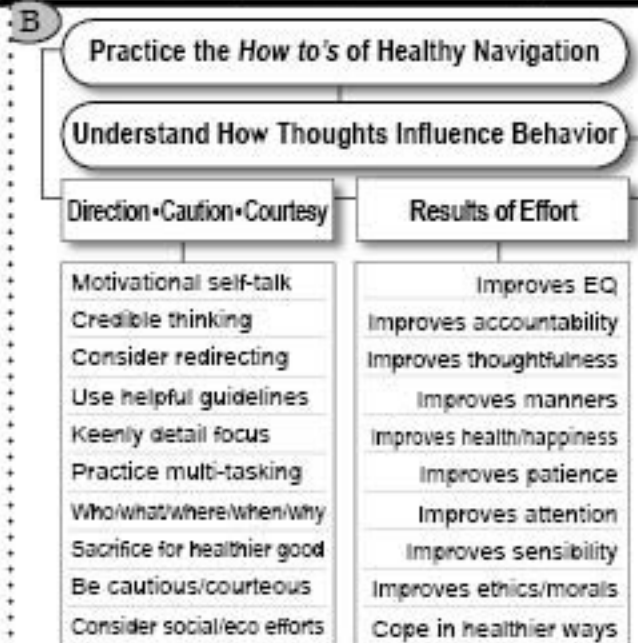 B
Practice the How to's of Healthy Navigation
Understand How Thoughts Influence Behavior
Direction•Caution•Courtesy
Motivational self-talk
Credible thinking
Consider redirecting
Use helpful guidelines
Keenly detail focus
Practice multi-tasking
Who/what/where/when/why
Sacrifice for healthier good
Be cautious/courteous
Consider social/eco efforts
Results of Effort
Improves EQ
Improves accountability
Improves thoughtfulness
Improves manners
Improves health/happiness
Improves patience
Improves attention
Improves sensibility
Improves ethics/morals
Cope in healthier ways